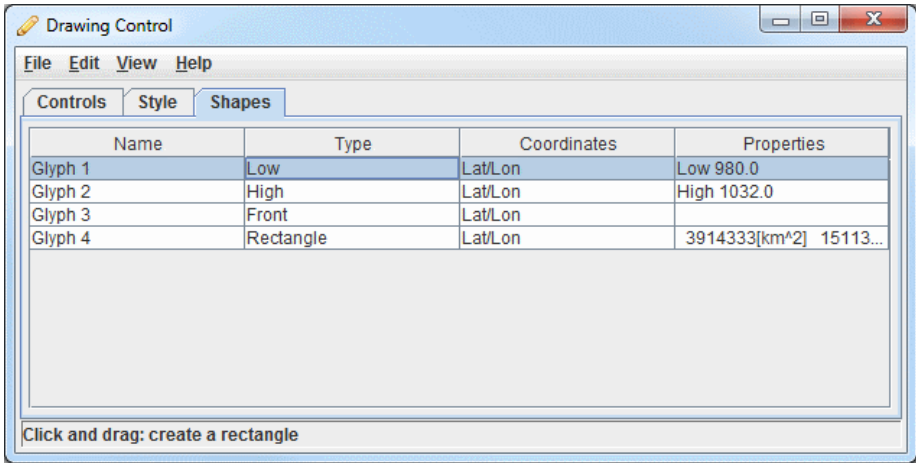 Drawing Control
File Edit View Help
Controls Style Shapes
Name Type Coordinates Properties
Glyph 1 Low Lat/Lon Low 980.0
Glyph 2 High Lat/Lon High 1032.0
Glyph 3 Front Lat/Lon
Glyph 4 Rectangle Lat/Lon 3914333[km^2] 15113...
Click and drag: create a rectangle